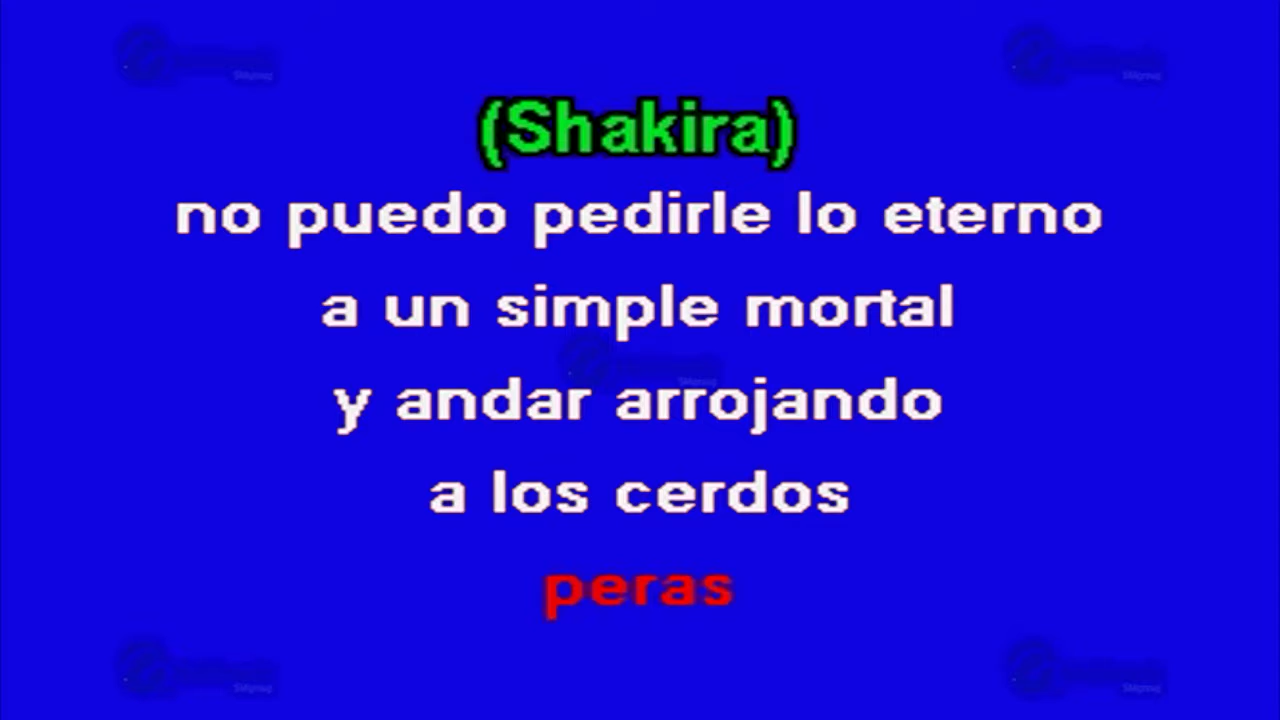 (Shakira)
no puedo pedirle lo eterno
a un simple mortal
y andar arrojando
a los cerdos
peras